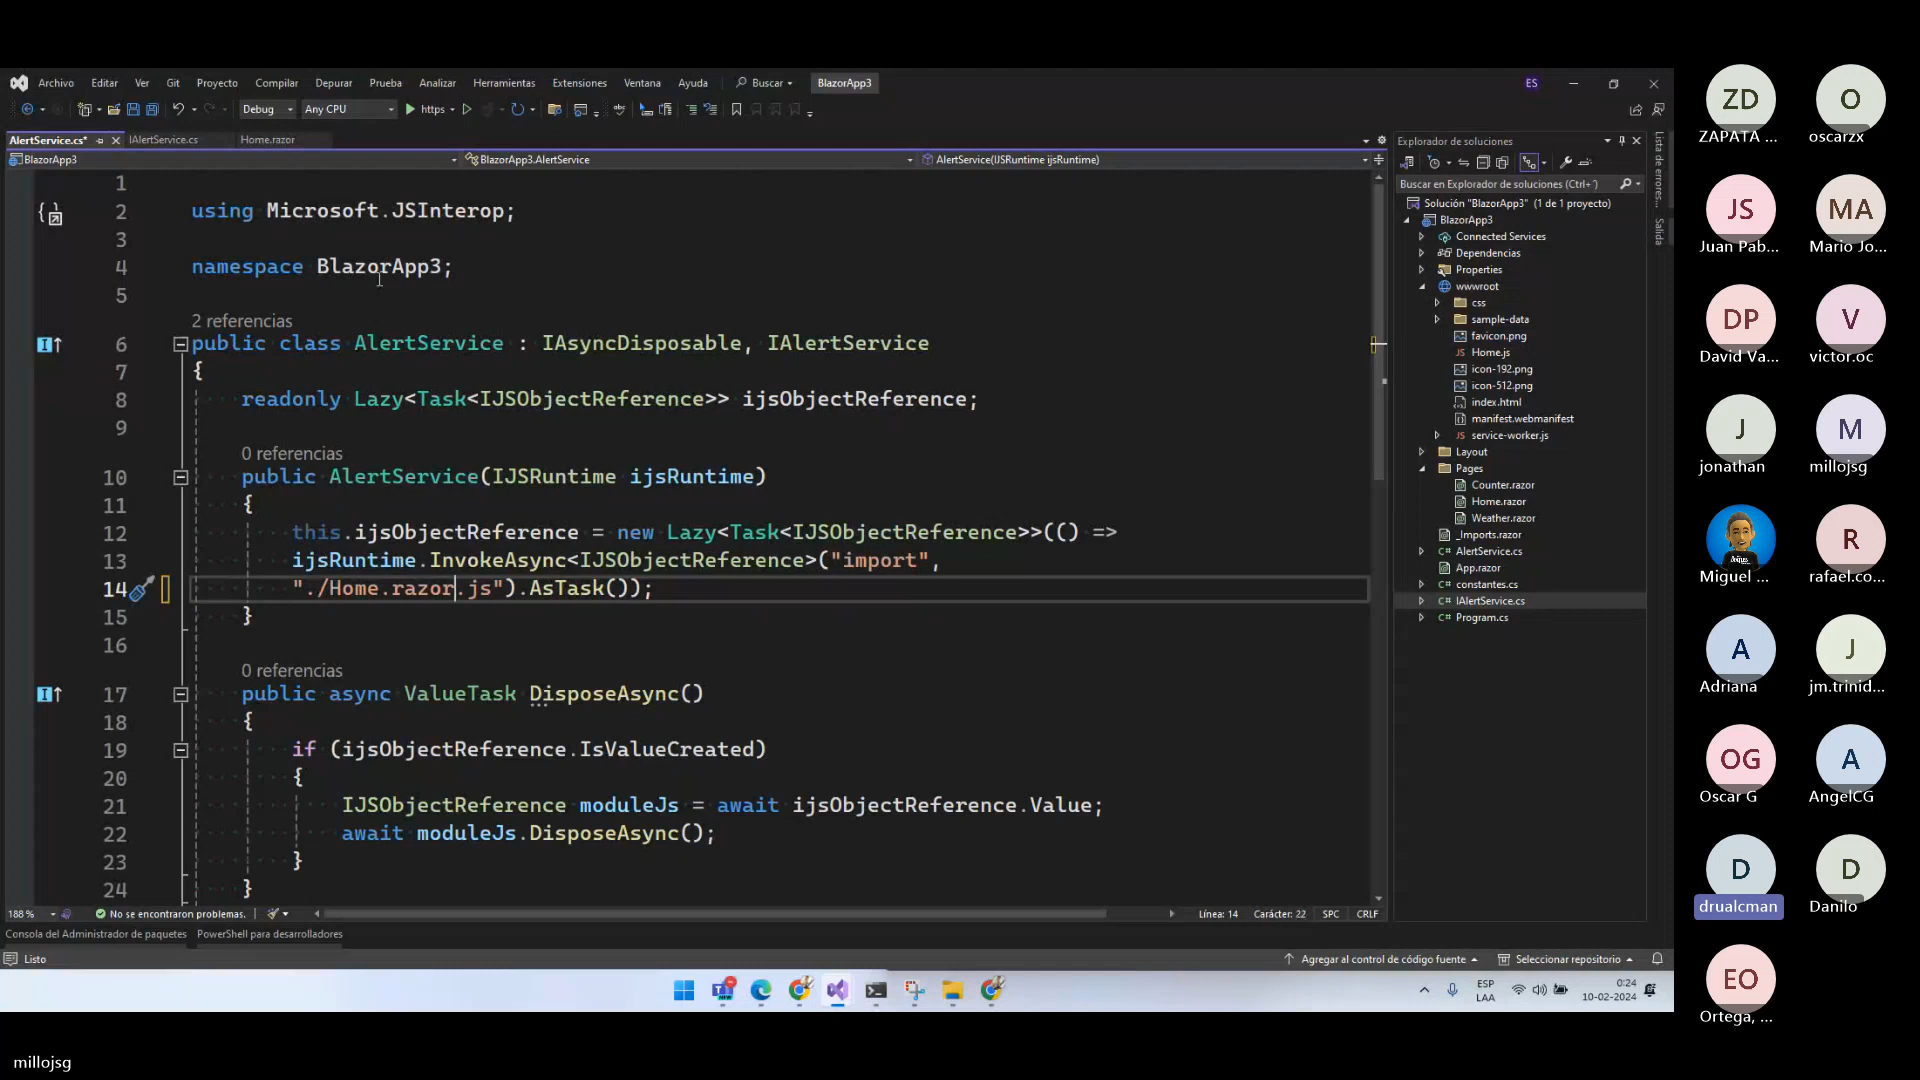 Archivo Editar Ver Git Proyecto Compilar Depurar Prueba Analizar Herramientas Extensiones Ventana Ayuda Buscar BlazorApp3 ES
Debug Any CPU https
AlertService.cs* IAlertService.cs Home.razor
BlazorApp3 BlazorApp3.AlertService AlertService(IJSRuntime ijsRuntime)
1
2 using Microsoft.JSInterop;
3
4 namespace BlazorApp3;
5
2 referencias
6 public class AlertService : IAsyncDisposable, IAlertService
7 {
8 readonly Lazy<Task<IJSObjectReference>> ijsObjectReference;
9
0 referencias
10 public AlertService(IJSRuntime ijsRuntime)
11 {
12 this.ijsObjectReference = new Lazy<Task<IJSObjectReference>>(() =>
13 ijsRuntime.InvokeAsync<IJSObjectReference>("import",
14 "./Home.razor.js").AsTask());
15 }
16
0 referencias
17 public async ValueTask DisposeAsync()
18 {
19 if (ijsObjectReference.IsValueCreated)
20 {
21 IJSObjectReference moduleJs = await ijsObjectReference.Value;
22 await moduleJs.DisposeAsync();
23 }
24 }
188 % No se encontraron problemas. Línea: 14 Carácter: 22 SPC CRLF
Consola del Administrador de paquetes PowerShell para desarrolladores
Listo Agregar al control de código fuente Seleccionar repositorio
Explorador de soluciones
Buscar en Explorador de soluciones (Ctrl+')
Solución "BlazorApp3" (1 de 1 proyecto)
BlazorApp3
Connected Services
Dependencias
Properties
wwwroot
css
sample-data
favicon.png
JS Home.js
icon-192.png
icon-512.png
index.html
manifest.webmanifest
JS service-worker.js
Layout
Pages
Counter.razor
Home.razor
Weather.razor
_Imports.razor
C# AlertService.cs
App.razor
C# constantes.cs
C# IAlertService.cs
C# Program.cs
Lista de errores...
Salida
ESP
LAA
0:24
10-02-2024
ZD O
ZAPATA ... oscarzx
JS MA
Juan Pab... Mario Jo...
DP V
David Va... victor.oc
J M
jonathan millojsg
R
Miguel ... rafael.co...
A J
Adriana jm.trinid...
OG A
Oscar G AngelCG
D D
drualcman Danilo
EO
Ortega, ...
millojsg